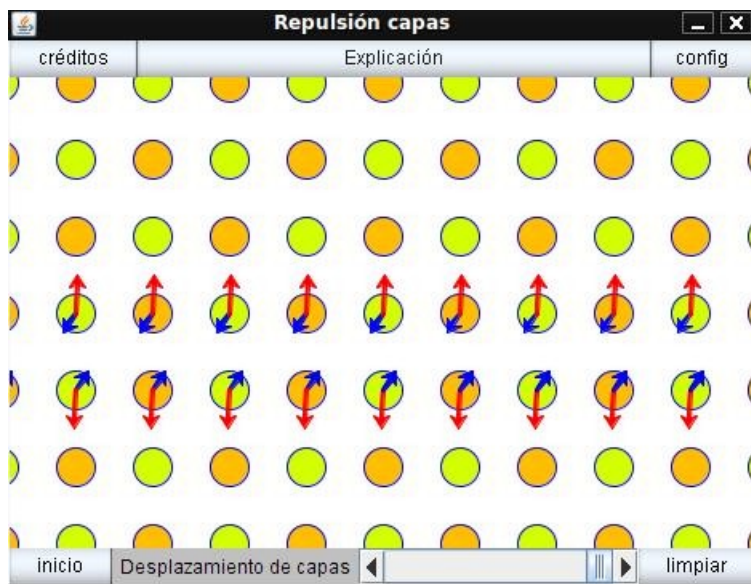 Repulsión capas
créditos Explicación config
inicio Desplazamiento de capas limpiar